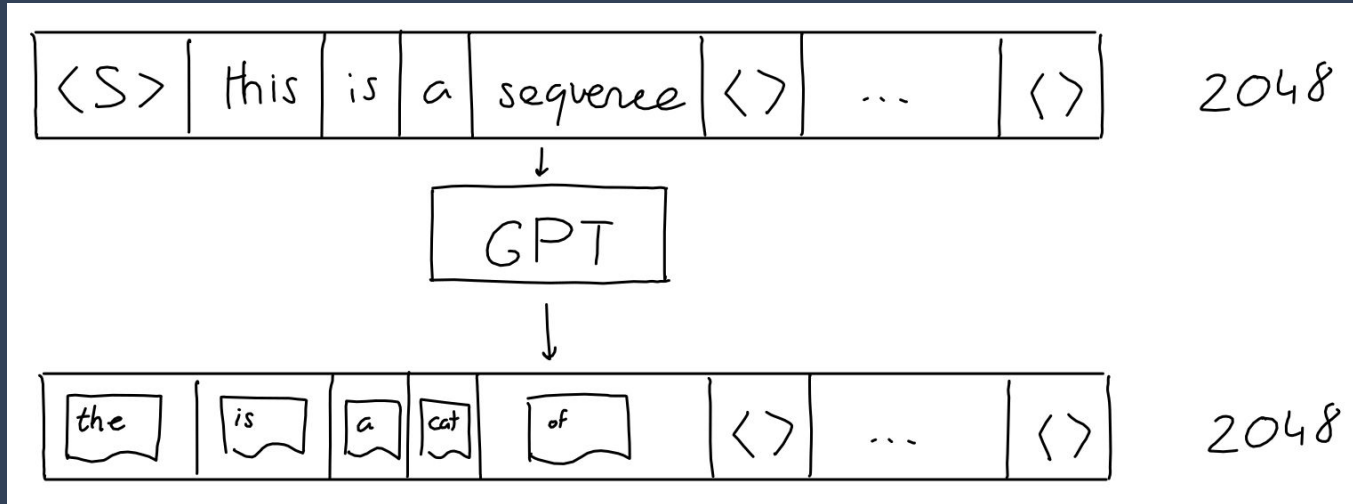 <S> this is a sequence <> ... <> 2048
GPT
the is a cat of <> ... <> 2048